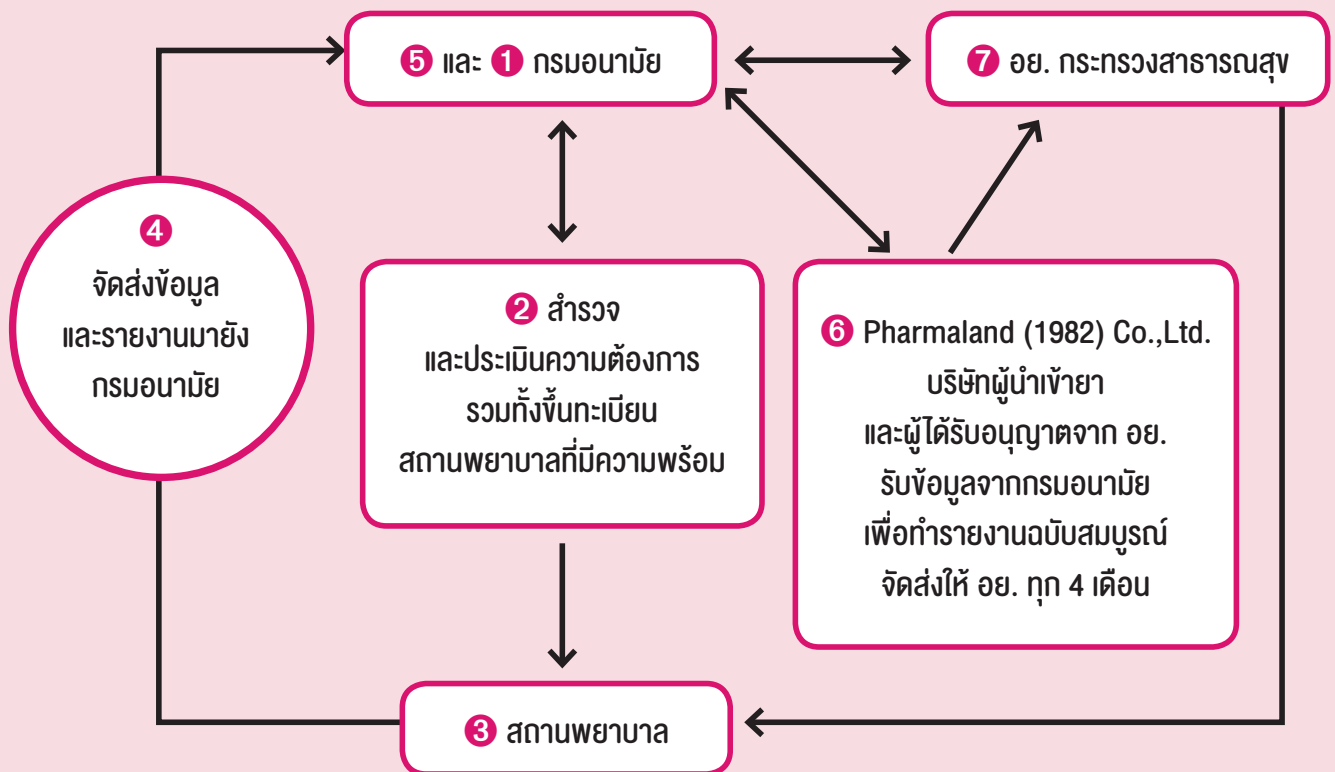 ❺ และ ❶ กรมอนามัย
❼ อย. กระทรวงสาธารณสุข
❹
จัดส่งข้อมูล
และรายงานมายัง
กรมอนามัย
❷ สำรวจ
และประเมินความต้องการ
รวมทั้งขึ้นทะเบียน
สถานพยาบาลที่มีความพร้อม
❻ Pharmaland (1982) Co.,Ltd.
บริษัทผู้นำเข้ายา
และผู้ได้รับอนุญาตจาก อย.
รับข้อมูลจากกรมอนามัย
เพื่อทำรายงานฉบับสมบูรณ์
จัดส่งให้ อย. ทุก 4 เดือน
❸ สถานพยาบาล